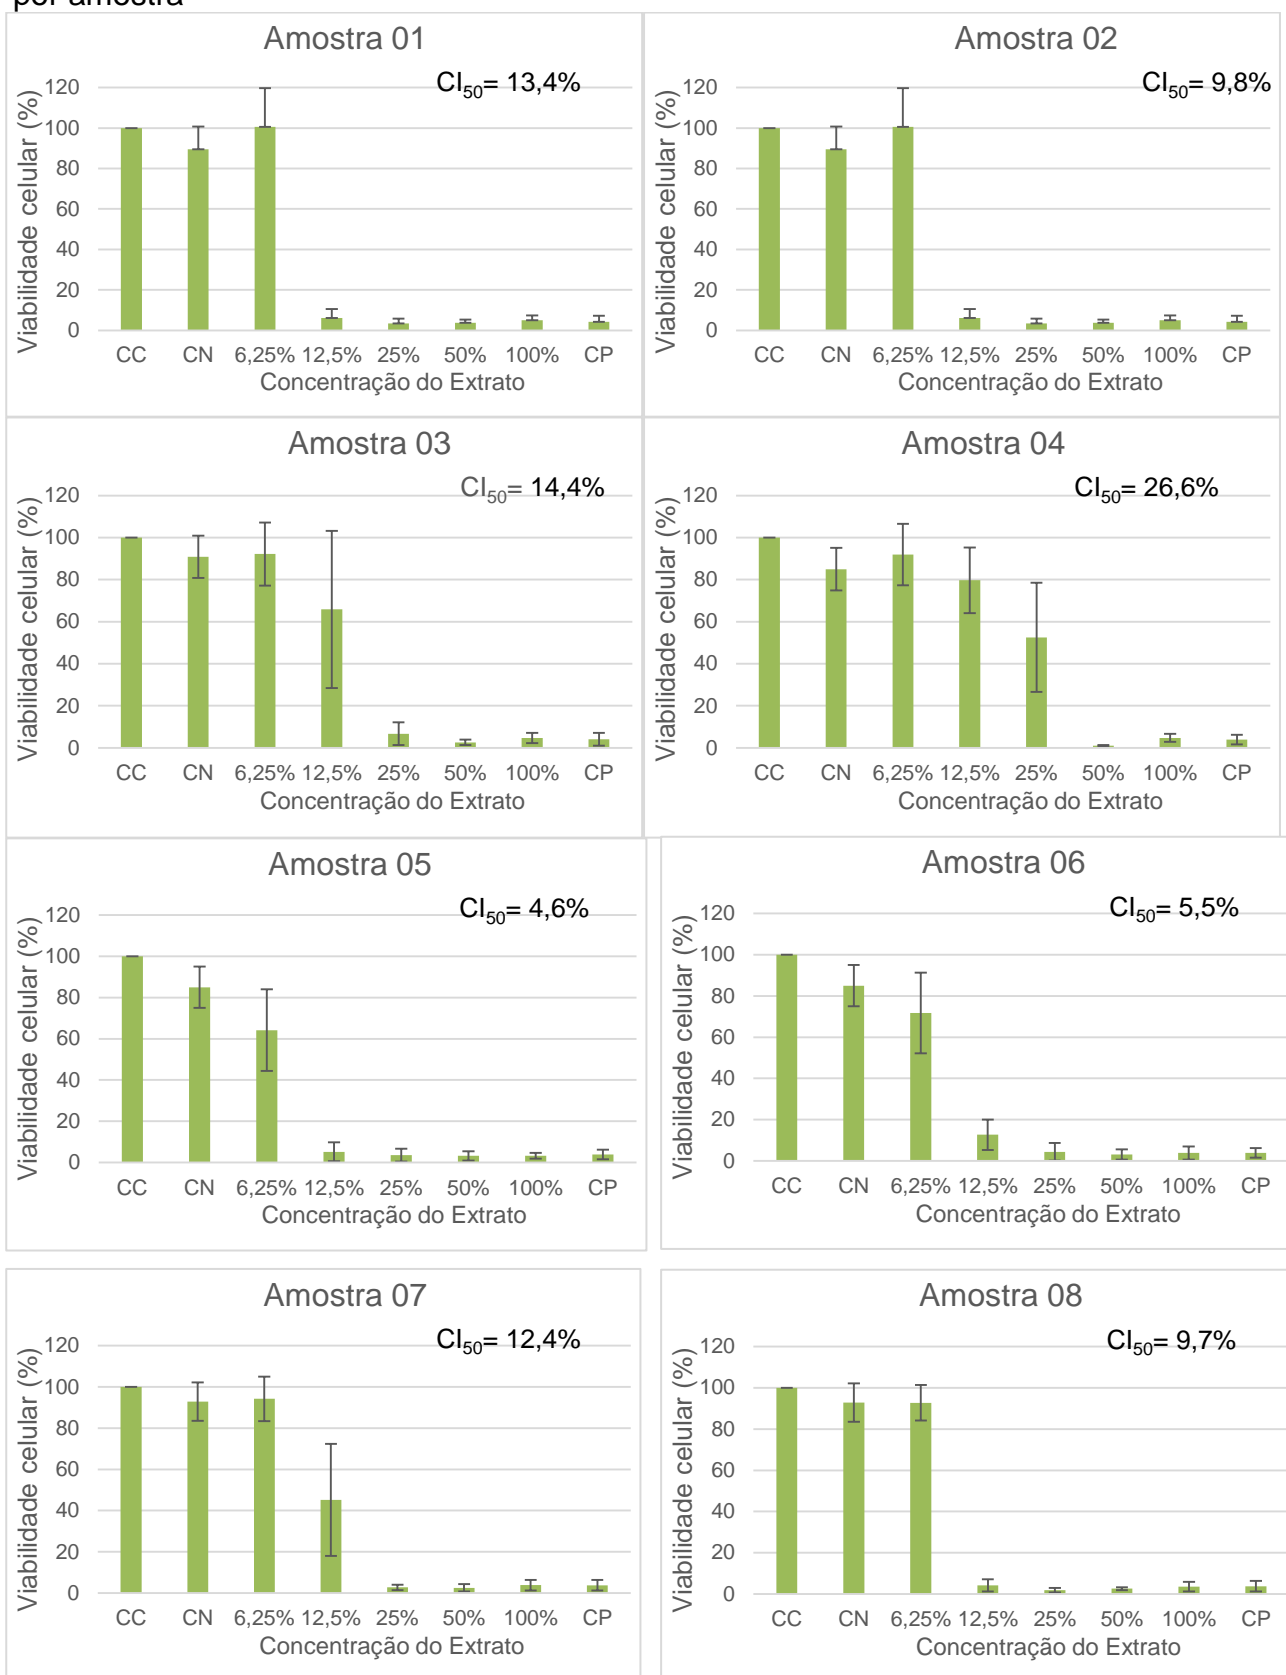 por amostra
Amostra 01
CI50= 13,4%
Viabilidade celular (%)
120
100
80
60
40
20
0
CC CN 6,25% 12,5% 25% 50% 100% CP
Concentração do Extrato
Amostra 02
CI50= 9,8%
Viabilidade celular (%)
120
100
80
60
40
20
0
CC CN 6,25% 12,5% 25% 50% 100% CP
Concentração do Extrato
Amostra 03
CI50= 14,4%
Viabilidade celular (%)
120
100
80
60
40
20
0
CC CN 6,25% 12,5% 25% 50% 100% CP
Concentração do Extrato
Amostra 04
CI50= 26,6%
Viabilidade celular (%)
120
100
80
60
40
20
0
CC CN 6,25% 12,5% 25% 50% 100% CP
Concentração do Extrato
Amostra 05
CI50= 4,6%
Viabilidade celular (%)
120
100
80
60
40
20
0
CC CN 6,25% 12,5% 25% 50% 100% CP
Concentração do Extrato
Amostra 06
CI50= 5,5%
Viabilidade celular (%)
120
100
80
60
40
20
0
CC CN 6,25% 12,5% 25% 50% 100% CP
Concentração do Extrato
Amostra 07
CI50= 12,4%
Viabilidade celular (%)
120
100
80
60
40
20
0
CC CN 6,25% 12,5% 25% 50% 100% CP
Concentração do Extrato
Amostra 08
CI50= 9,7%
Viabilidade celular (%)
120
100
80
60
40
20
0
CC CN 6,25% 12,5% 25% 50% 100% CP
Concentração do Extrato